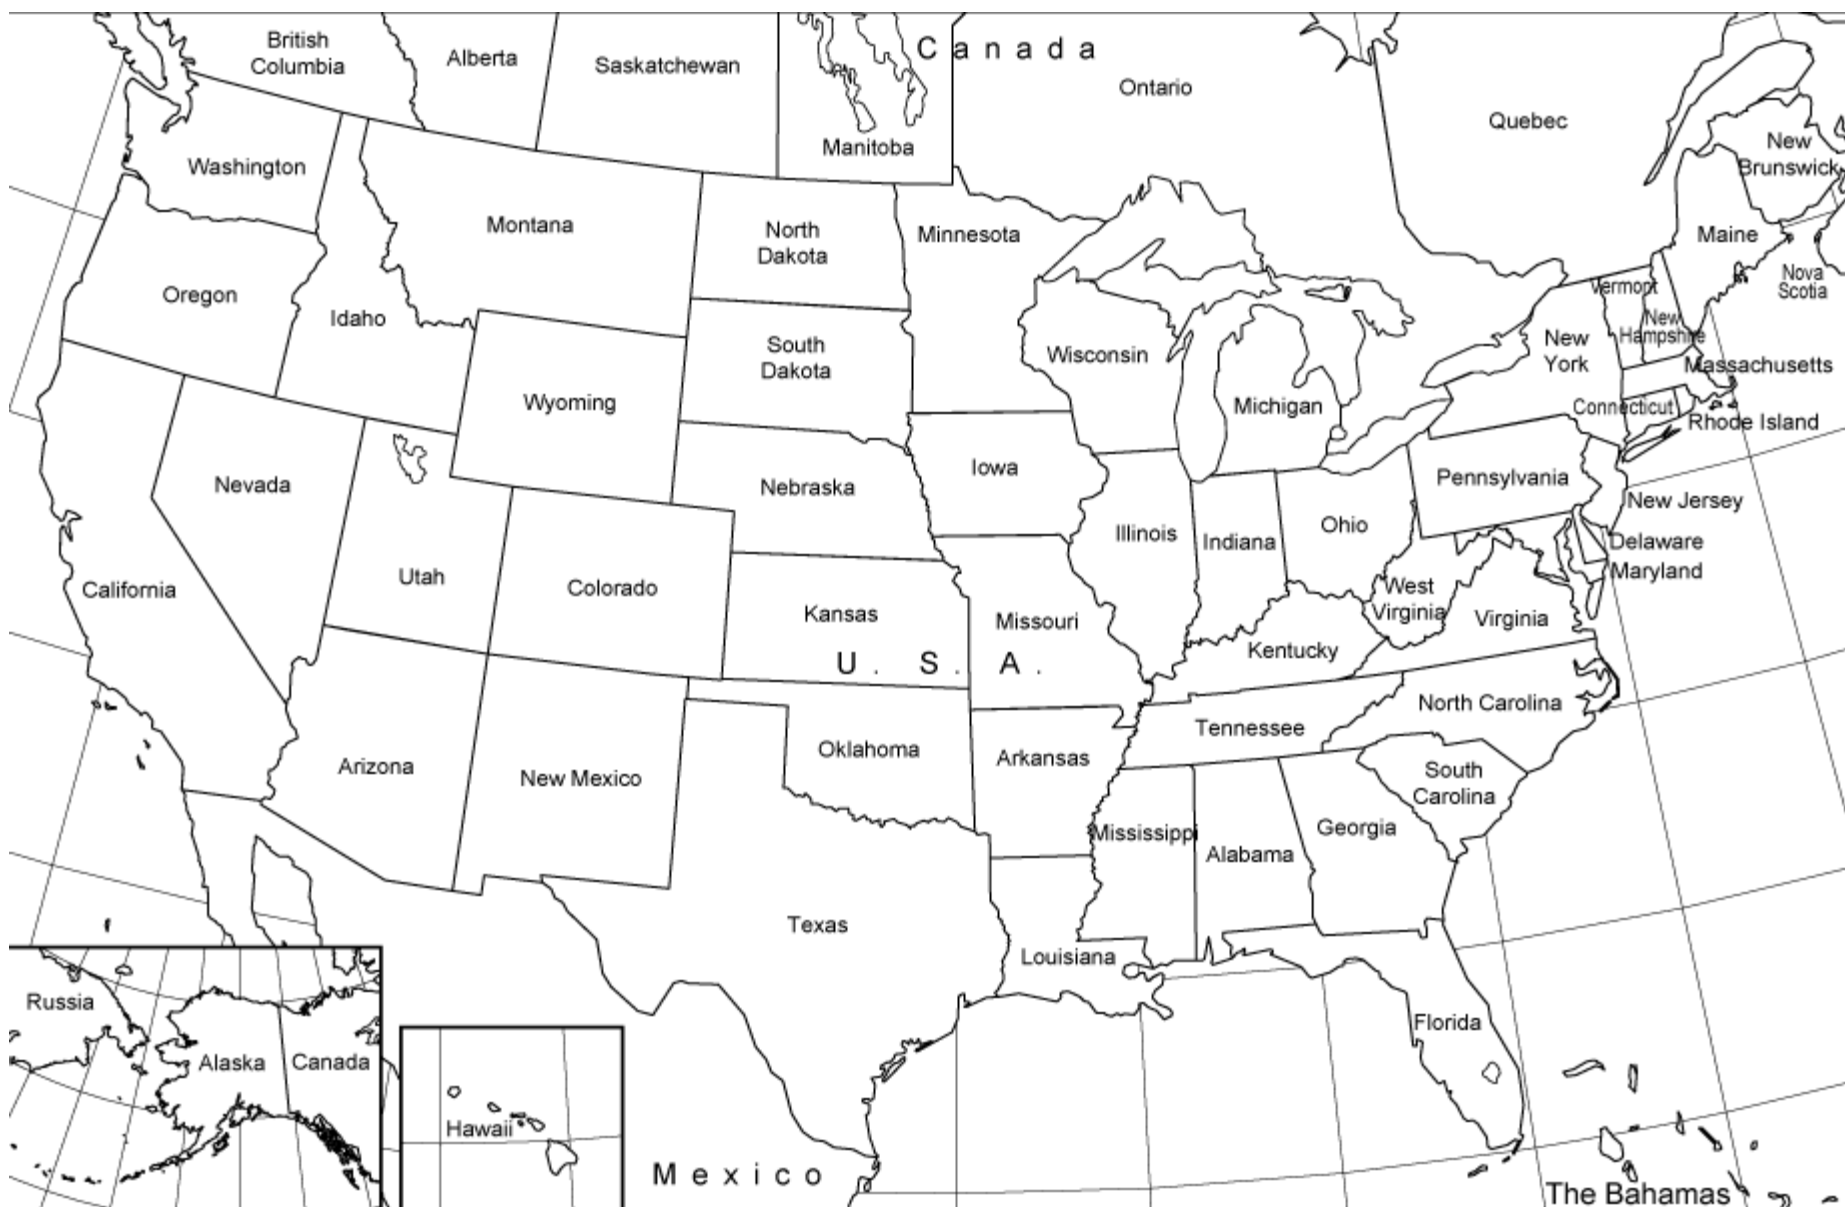 British
Columbia
Alberta
Saskatchewan
Canada
Manitoba
Ontario
Quebec
New
Brunswick
Washington
Montana
North
Dakota
Minnesota
Maine
Nova
Scotia
Oregon
Idaho
South
Dakota
Wisconsin
Michigan
Vermont
New
Hampshire
New
York
Massachusetts
Wyoming
Connecticut
Rhode Island
Nevada
Nebraska
Iowa
Pennsylvania
New Jersey
California
Utah
Colorado
Kansas
Missouri
Illinois
Indiana
Ohio
West
Virginia
Virginia
Delaware
Maryland
Kentucky
U. S. A.
Arizona
New Mexico
Oklahoma
Arkansas
Tennessee
North Carolina
South
Carolina
Mississippi
Alabama
Georgia
Texas
Louisiana
Florida
Russia
Alaska
Canada
Hawaii
Mexico
The Bahamas